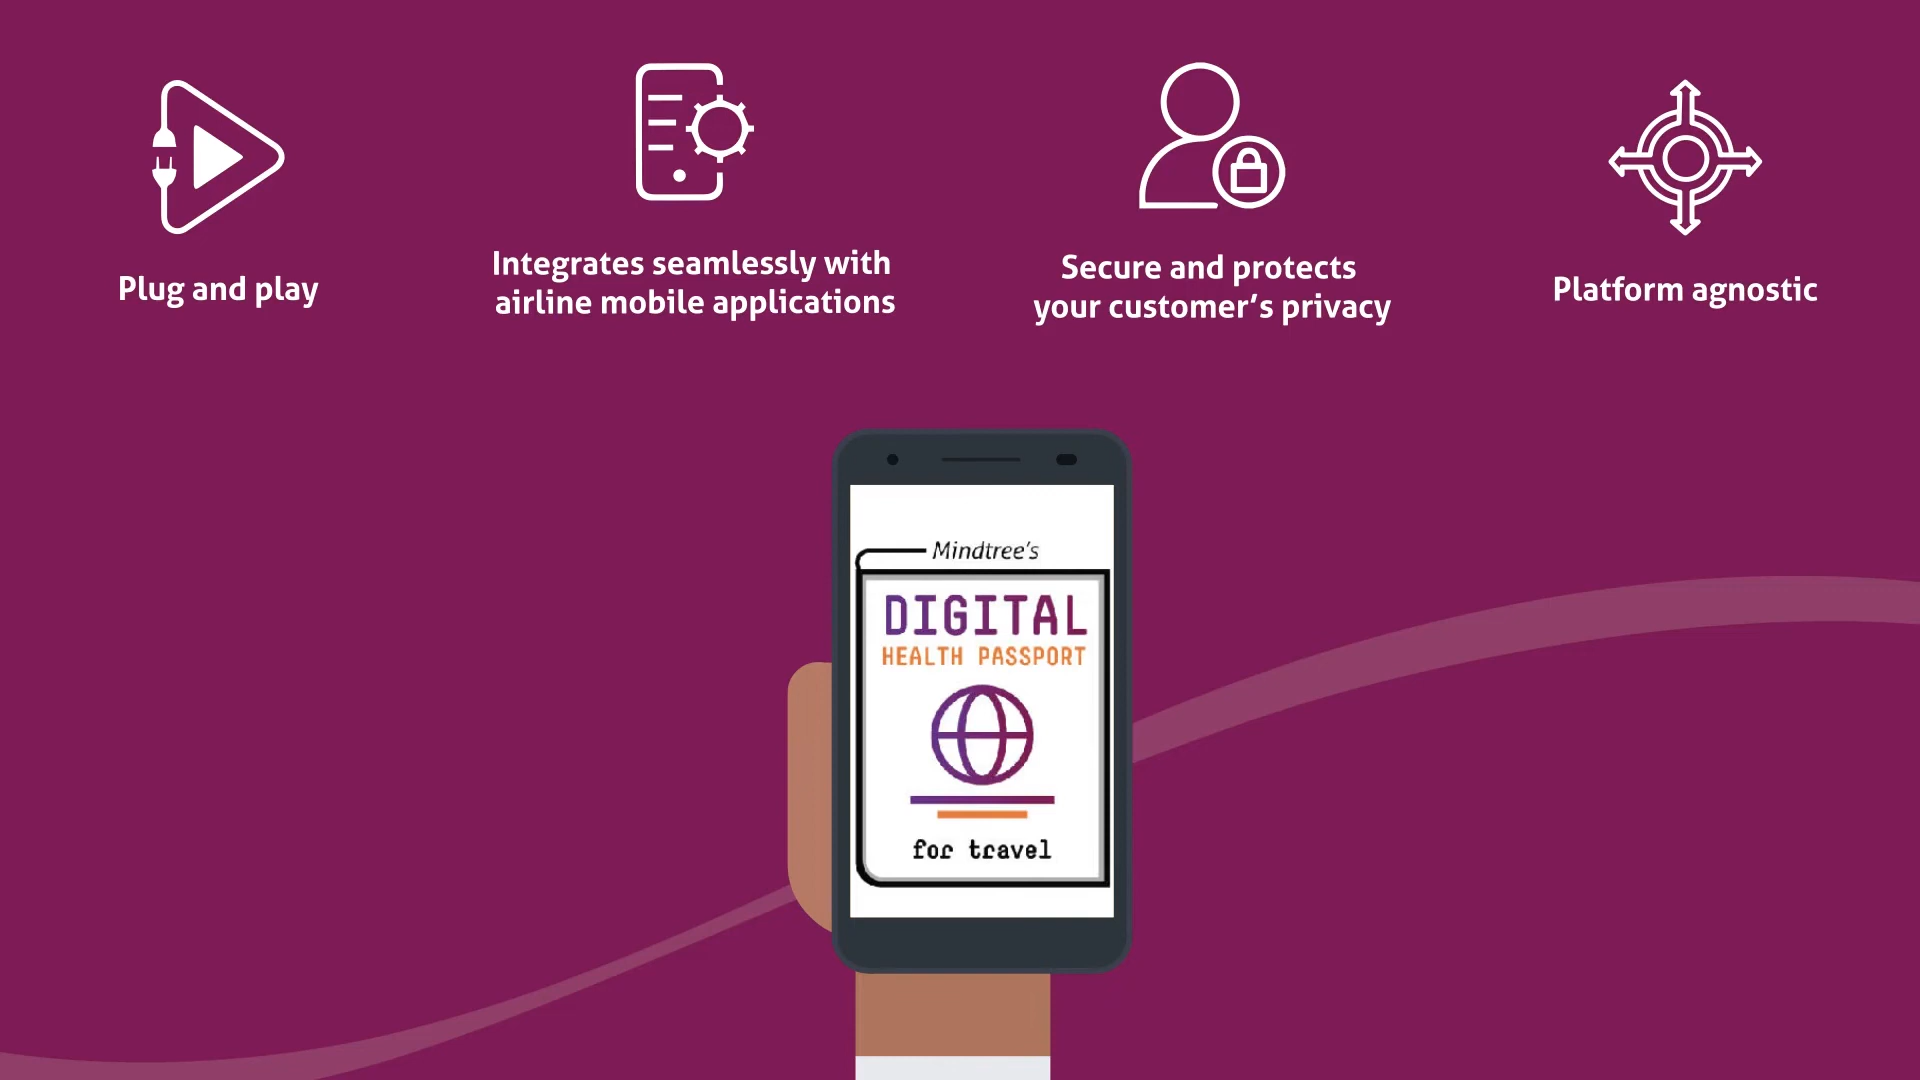 Plug and play
Integrates seamlessly with
airline mobile applications
Secure and protects
your customer’s privacy
Platform agnostic
Mindtree’s
DIGITAL
HEALTH PASSPORT
for travel